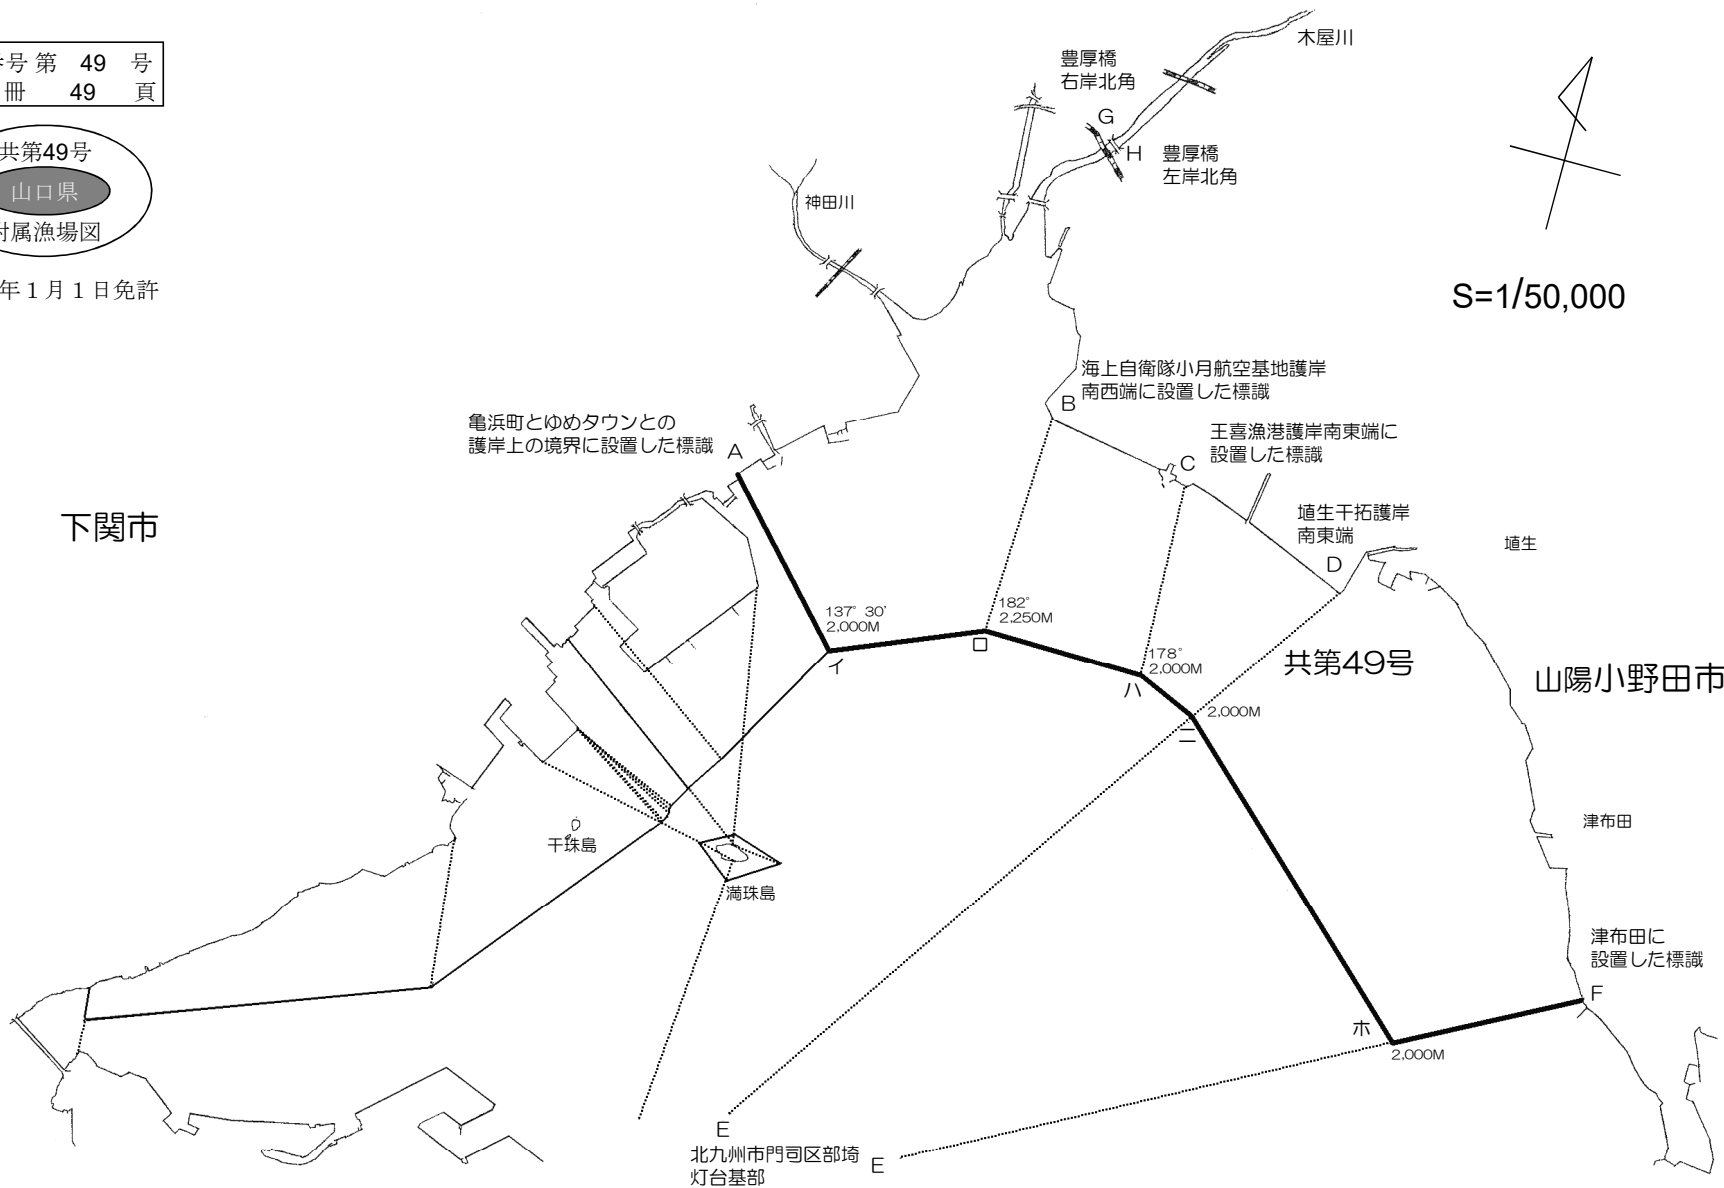 号 第 49 号
冊 49 頁
共第49号
山口県
附属漁場図
年１月１日免許
木屋川
豊厚橋
右岸北角
G
H
豊厚橋
左岸北角
神田川
S=1/50,000
海上自衛隊小月航空基地護岸
南西端に設置した標識
B
亀浜町とゆめタウンとの
護岸上の境界に設置した標識
A
王喜漁港護岸南東端に
設置した標識
C
下関市
埴生干拓護岸
南東端
D
埴生
137° 30′
2,000M
イ
182°
2,250M
ロ
178°
2,000M
ハ
共第49号
山陽小野田市
2,000M
ニ
干珠島
満珠島
津布田
津布田に
設置した標識
F
ホ
2,000M
E
北九州市門司区部埼
灯台基部
E